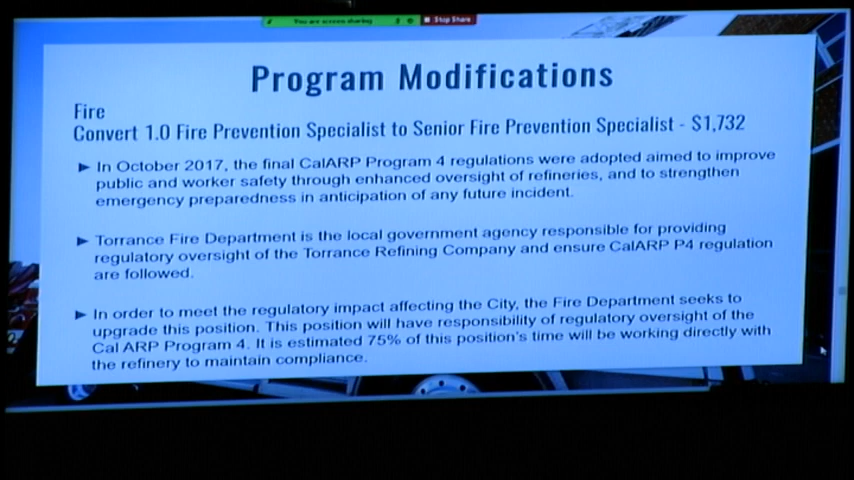 You are screen sharing
Stop Share
Program Modifications
Fire
Convert 1.0 Fire Prevention Specialist to Senior Fire Prevention Specialist - $1,732
► In October 2017, the final CalARP Program 4 regulations were adopted aimed to improve
public and worker safety through enhanced oversight of refineries, and to strengthen
emergency preparedness in anticipation of any future incident.
► Torrance Fire Department is the local government agency responsible for providing
regulatory oversight of the Torrance Refining Company and ensure CalARP P4 regulation
are followed.
► In order to meet the regulatory impact affecting the City, the Fire Department seeks to
upgrade this position. This position will have responsibility of regulatory oversight of the
Cal ARP Program 4. It is estimated 75% of this position's time will be working directly with
the refinery to maintain compliance.